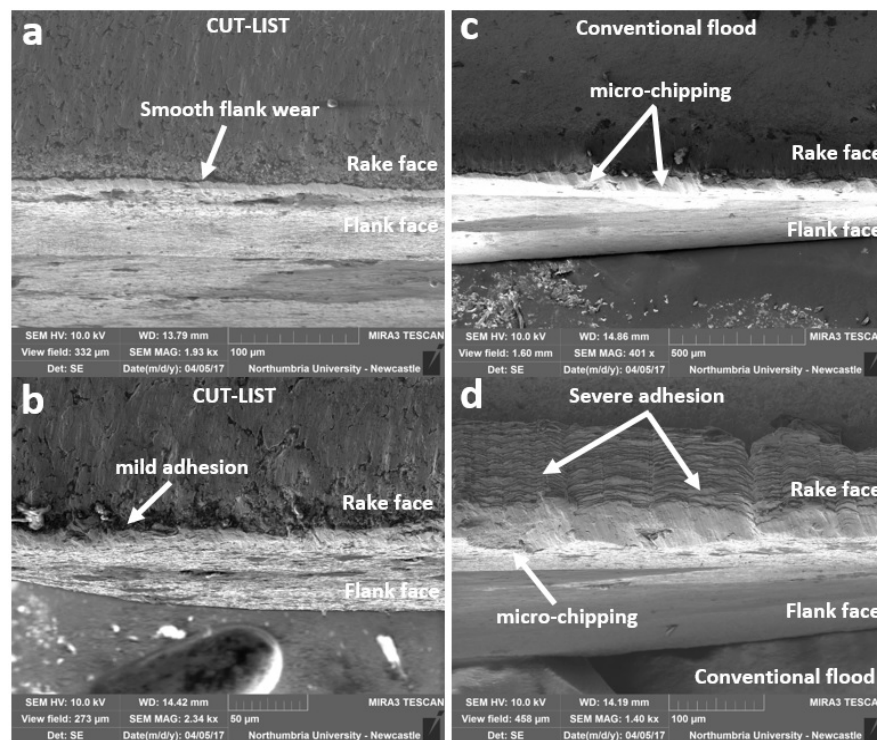 a
CUT-LIST
Smooth flank wear
Rake face
Flank face
SEM HV: 10.0 kV WD: 13.79 mm MIRA3 TESCAN
View field: 332 µm SEM MAG: 1.93 kx 100 µm
Det: SE Date(m/d/y): 04/05/17 Northumbria University - Newcastle
b
CUT-LIST
mild adhesion
Rake face
Flank face
SEM HV: 10.0 kV WD: 14.42 mm MIRA3 TESCAN
View field: 273 µm SEM MAG: 2.34 kx 50 µm
Det: SE Date(m/d/y): 04/05/17 Northumbria University - Newcastle
c
Conventional flood
micro-chipping
Rake face
Flank face
SEM HV: 10.0 kV WD: 14.86 mm MIRA3 TESCAN
View field: 1.60 mm SEM MAG: 401 x 500 µm
Det: SE Date(m/d/y): 04/05/17 Northumbria University - Newcastle
d
Severe adhesion
Rake face
micro-chipping
Flank face
Conventional flood
SEM HV: 10.0 kV WD: 14.19 mm MIRA3 TESCAN
View field: 458 µm SEM MAG: 1.40 kx 100 µm
Det: SE Date(m/d/y): 04/05/17 Northumbria University - Newcastle